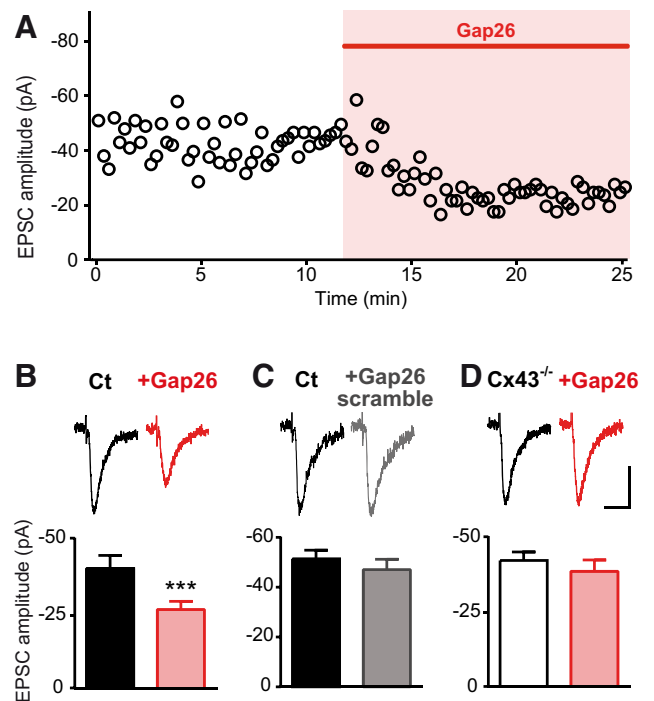 A
Gap26
EPSC amplitude (pA)
-80
-60
-40
-20
0
0 5 10 15 20 25
Time (min)
B
Ct +Gap26
EPSC amplitude (pA)
-50
-25
0
***
C
Ct +Gap26
scramble
-60
-40
-20
0
D
Cx43-/- +Gap26
-50
-25
0